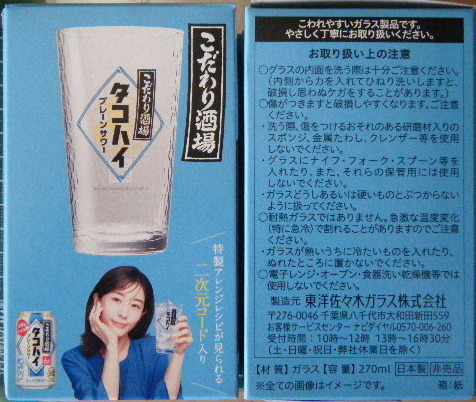 こだわり酒場
こだわり酒場
タコハイ
プレーンサワー
特製アレンジレシピが見られる
二次元コード入り
こだわり酒場
タコハイ
こわれやすいガラス製品です。
やさしく丁寧にお取り扱いください。
お取り扱い上の注意
○グラスの内面を洗う際は十分ご注意ください。
(内側から力を入れてひねり洗いしますと、
破損し思わぬケガをすることがあります。)
○傷がつきますと破損しやすくなります。ご注意
ください。
・洗う際、傷をつけるおそれのある研磨材入りの
スポンジ、金属たわし、クレンザー等を使用
しないでください。
・グラスにナイフ・フォーク・スプーン等を
入れたり、また、それらの保管用には使用
しないでください。
・ガラスどうしあるいは硬いものとぶつからない
ように扱ってください。
○耐熱ガラスではありません。急激な温度変化
(特に急冷)で割れることがありますのでご注意
ください。
・ガラスが熱いうちに冷たいものを入れたり、
ぬれたところに置かないでください。
○電子レンジ・オーブン・食器洗い乾燥機等では
使用しないでください。
製造元 東洋佐々木ガラス株式会社
〒276-0046 千葉県八千代市大和田新田559
お客様サービスセンター ナビダイヤル0570-006-260
受付時間:10時～12時 13時～16時30分
(土・日曜・祝日・弊社休業日を除く)
【材 質】ガラス【容 量】270ml 日本製 非売品
※全ての画像はイメージです。 箱:紙